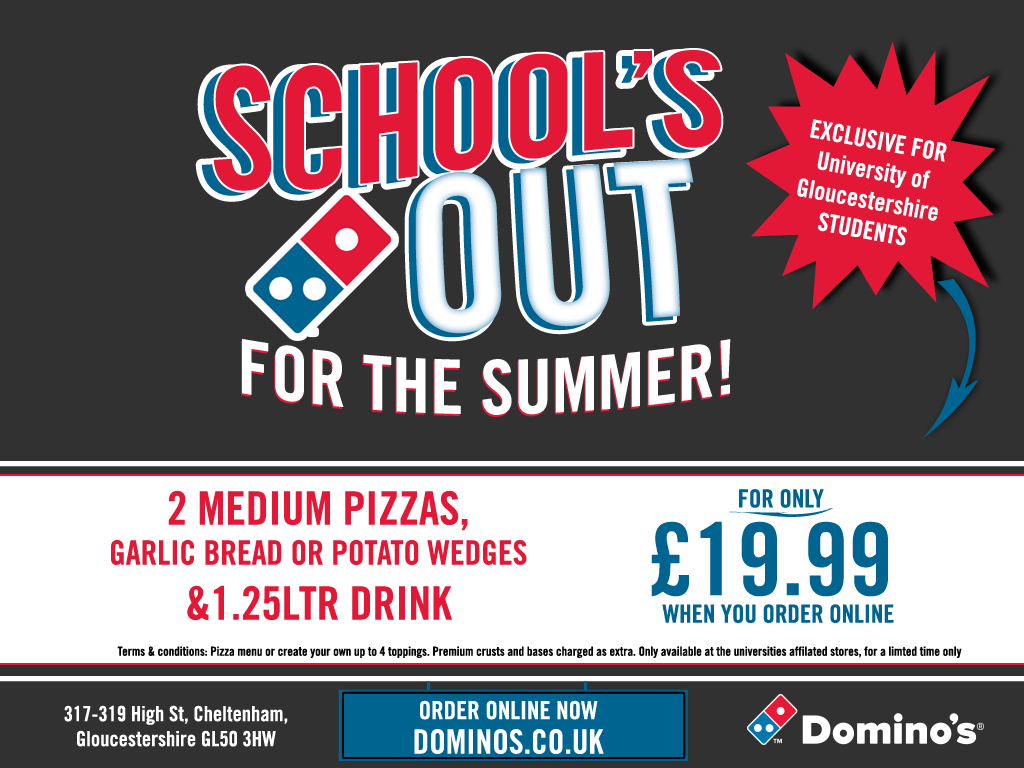 SCHOOL'S
OUT
FOR THE SUMMER!
EXCLUSIVE FOR
University of
Gloucestershire
STUDENTS
2 MEDIUM PIZZAS,
GARLIC BREAD OR POTATO WEDGES
&1.25LTR DRINK
FOR ONLY
£19.99
WHEN YOU ORDER ONLINE
Terms & conditions: Pizza menu or create your own up to 4 toppings. Premium crusts and bases charged as extra. Only available at the universities affilated stores, for a limted time only
317-319 High St, Cheltenham,
Gloucestershire GL50 3HW
ORDER ONLINE NOW
DOMINOS.CO.UK
™ Domino's®